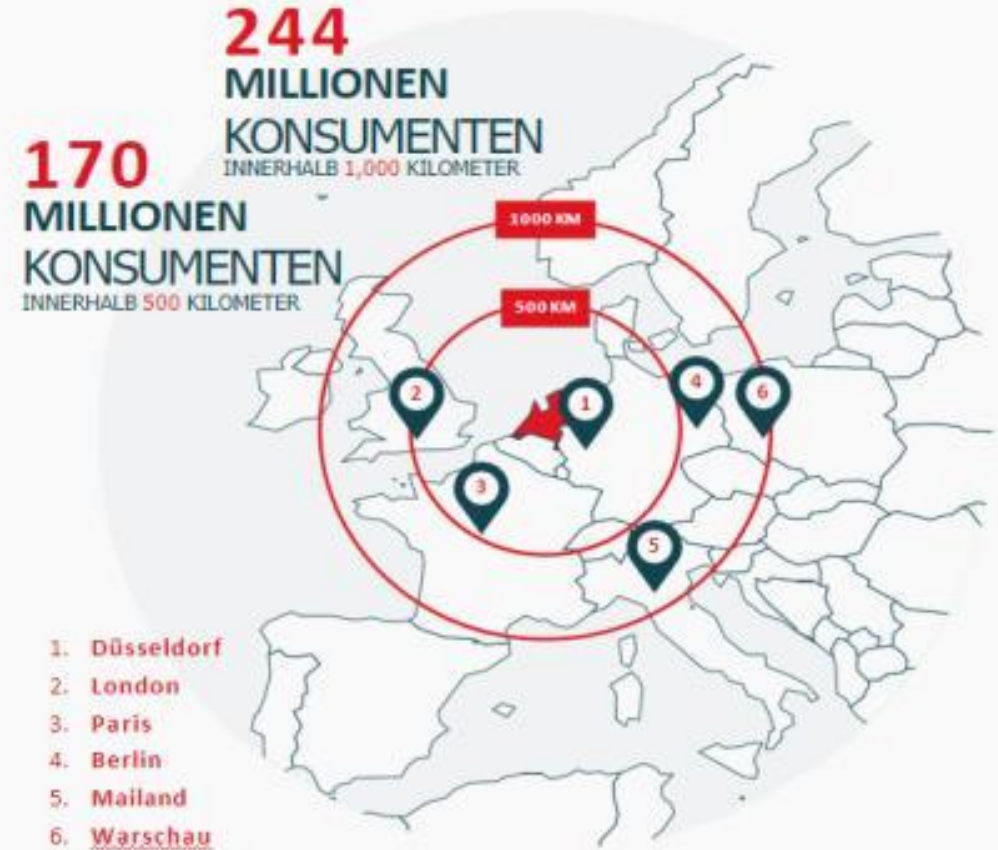 244
MILLIONEN
KONSUMENTEN
INNERHALB 1,000 KILOMETER
170
MILLIONEN
KONSUMENTEN
INNERHALB 500 KILOMETER
1000 KM
500 KM
1
2
3
4
5
6
1. Düsseldorf
2. London
3. Paris
4. Berlin
5. Mailand
6. Warschau